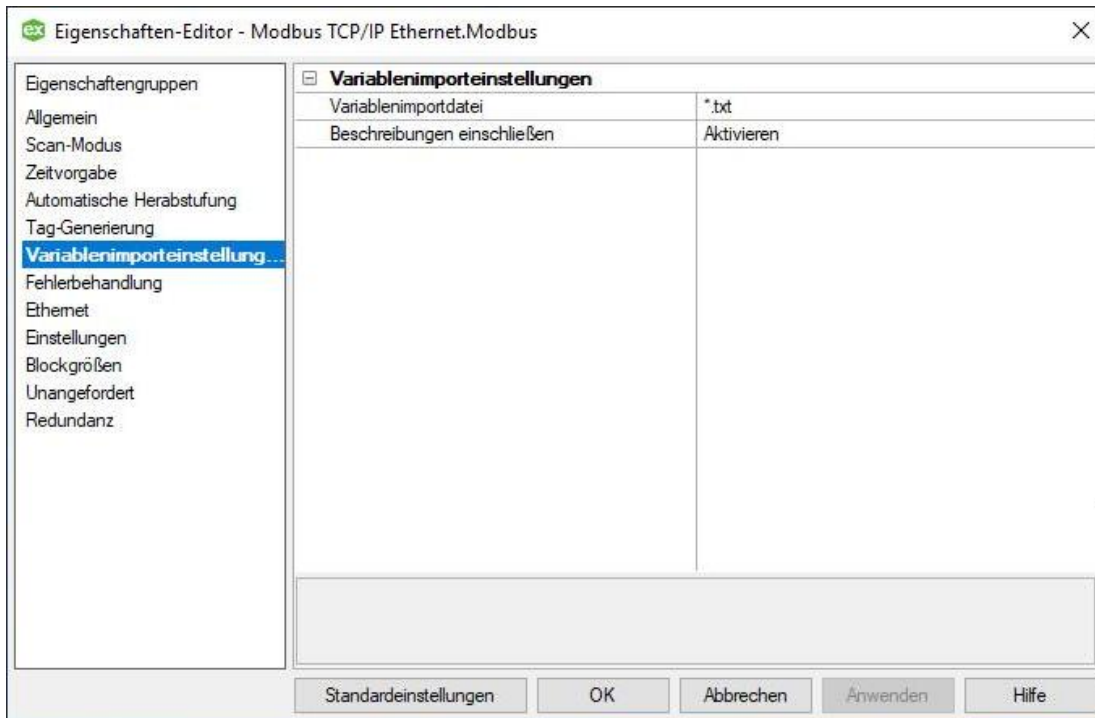 ex Eigenschaften-Editor - Modbus TCP/IP Ethernet.Modbus
Eigenschaftengruppen
Allgemein
Scan-Modus
Zeitvorgabe
Automatische Herabstufung
Tag-Generierung
Variablenimporteinstellung...
Fehlerbehandlung
Ethernet
Einstellungen
Blockgrößen
Unangefordert
Redundanz
Variablenimporteinstellungen
Variablenimportdatei *.txt
Beschreibungen einschließen Aktivieren
Standardeinstellungen OK Abbrechen Anwenden Hilfe